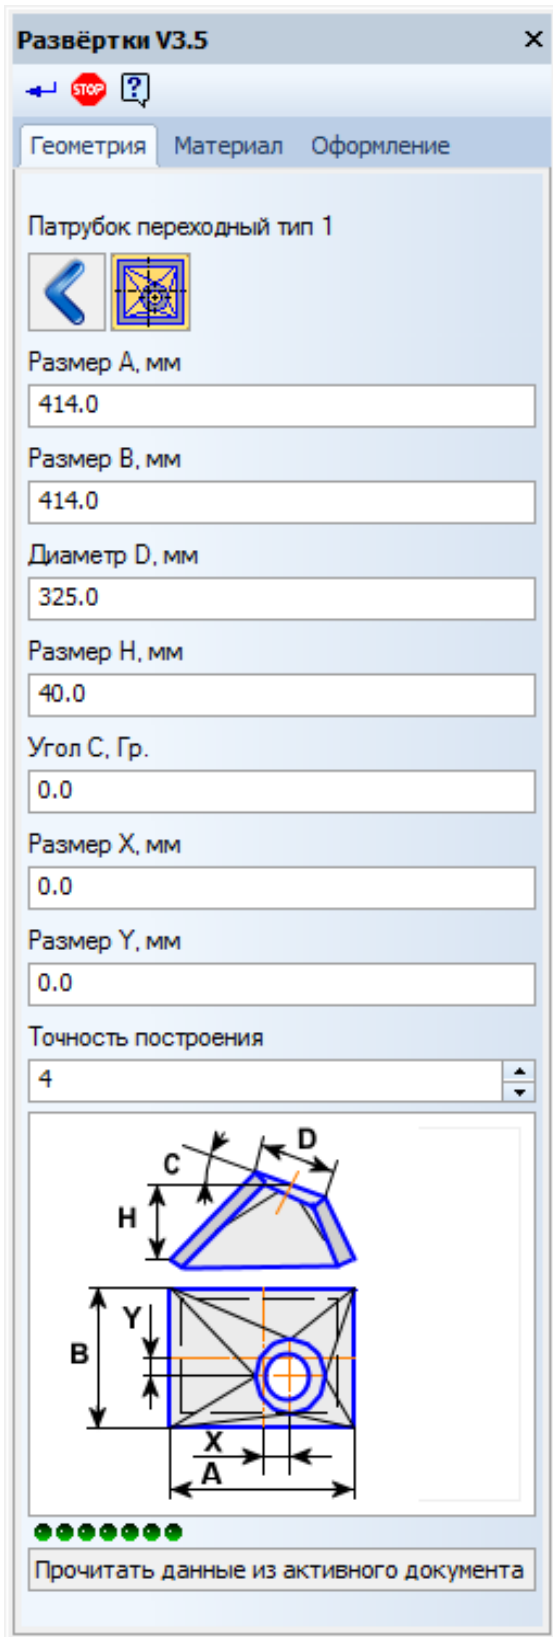 Развёртки V3.5
STOP
?
Геометрия Материал Оформление
Патрубок переходный тип 1
Размер A, мм
414.0
Размер B, мм
414.0
Диаметр D, мм
325.0
Размер H, мм
40.0
Угол C, Гр.
0.0
Размер X, мм
0.0
Размер Y, мм
0.0
Точность построения
4
D
C
H
Y
B
X
A
Прочитать данные из активного документа